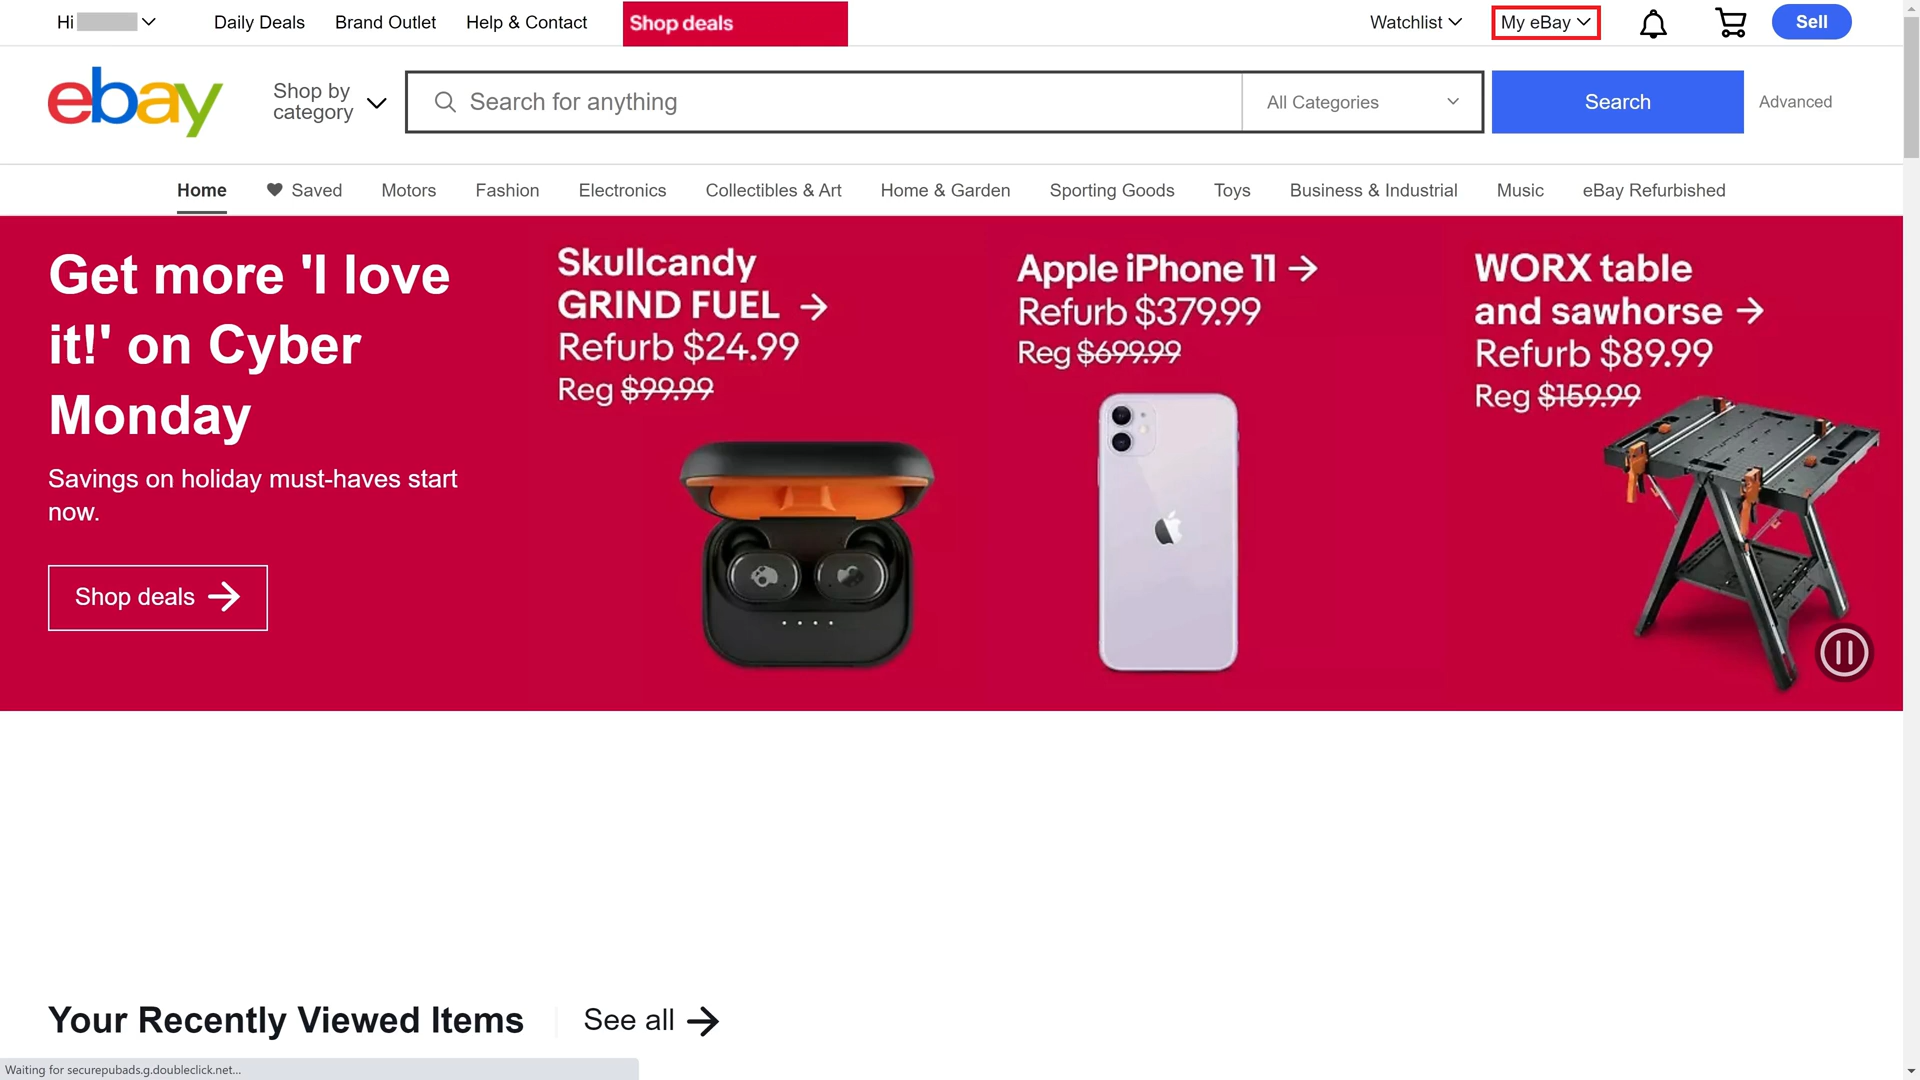 Hi
Daily Deals
Brand Outlet
Help & Contact
Shop deals
Watchlist
My eBay
Sell
ebay
Shop by
category
Search for anything
All Categories
Search
Advanced
Home
Saved
Motors
Fashion
Electronics
Collectibles & Art
Home & Garden
Sporting Goods
Toys
Business & Industrial
Music
eBay Refurbished
Get more 'I love
it!' on Cyber
Monday
Savings on holiday must-haves start
now.
Shop deals
Skullcandy
GRIND FUEL
Refurb $24.99
Reg $99.99
Apple iPhone 11
Refurb $379.99
Reg $699.99
WORX table
and sawhorse
Refurb $89.99
Reg $159.99
Your Recently Viewed Items
See all
Waiting for securepubads.g.doubleclick.net...